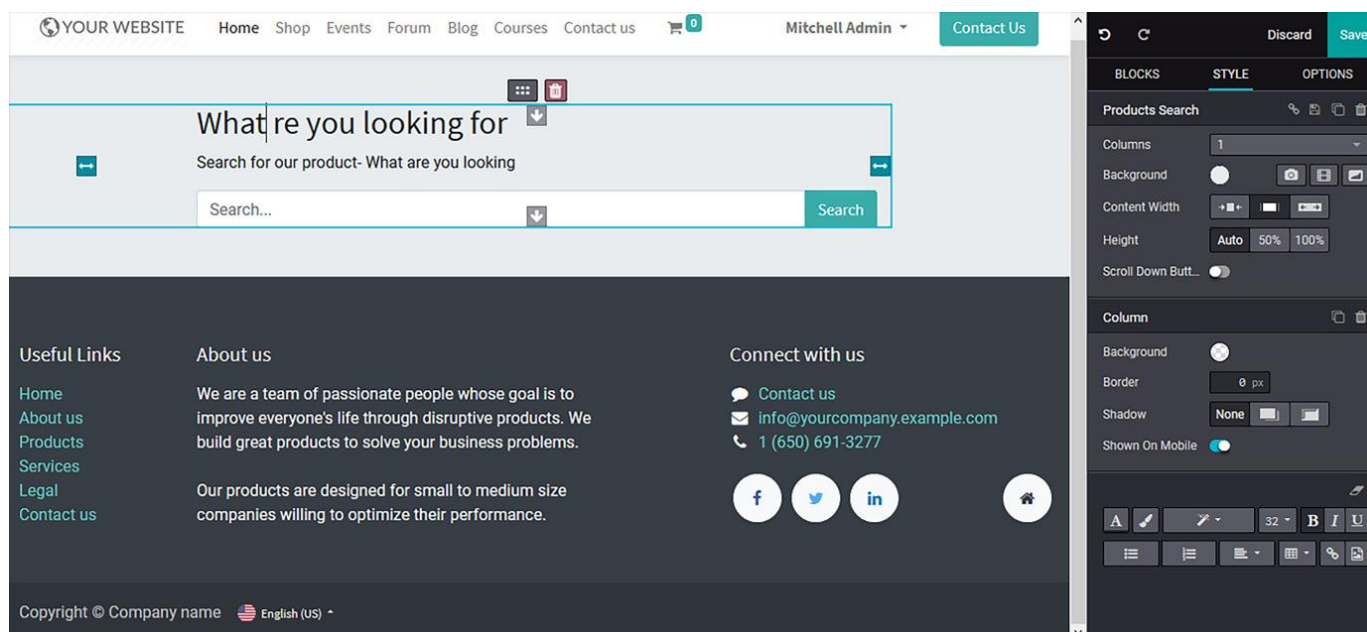 YOUR WEBSITE Home Shop Events Forum Blog Courses Contact us 0 Mitchell Admin Contact Us
What re you looking for
Search for our product- What are you looking
Search... Search
Useful Links
Home
About us
Products
Services
Legal
Contact us
About us
We are a team of passionate people whose goal is to
improve everyone's life through disruptive products. We
build great products to solve your business problems.
Our products are designed for small to medium size
companies willing to optimize their performance.
Connect with us
Contact us
info@yourcompany.example.com
1 (650) 691-3277
f in
Copyright © Company name English (US)
Discard Save
BLOCKS STYLE OPTIONS
Products Search
Columns 1
Background
Content Width
Height Auto 50% 100%
Scroll Down Butt...
Column
Background
Border 0 px
Shadow None
Shown On Mobile
A 32 B I U